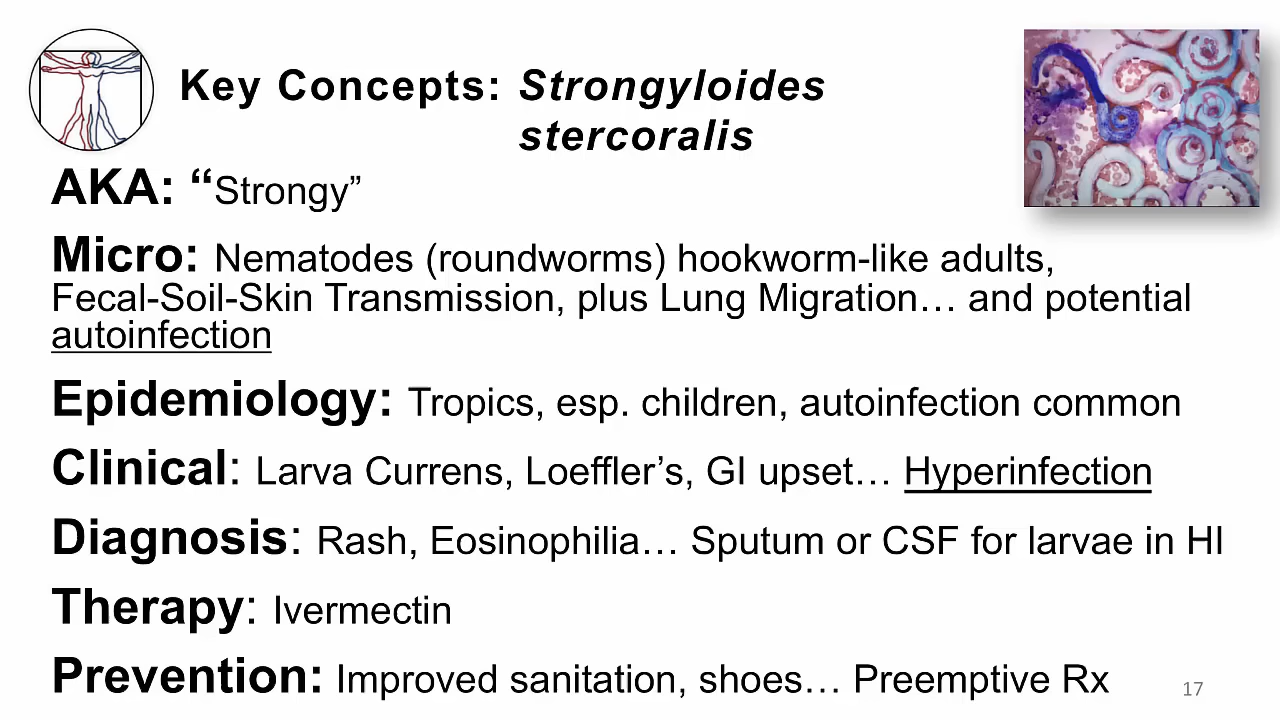 Key Concepts: Strongyloides
stercoralis
AKA: “Strongy”
Micro: Nematodes (roundworms) hookworm-like adults,
Fecal-Soil-Skin Transmission, plus Lung Migration… and potential
autoinfection
Epidemiology: Tropics, esp. children, autoinfection common
Clinical: Larva Currens, Loeffler’s, GI upset… Hyperinfection
Diagnosis: Rash, Eosinophilia… Sputum or CSF for larvae in HI
Therapy: Ivermectin
Prevention: Improved sanitation, shoes… Preemptive Rx
17